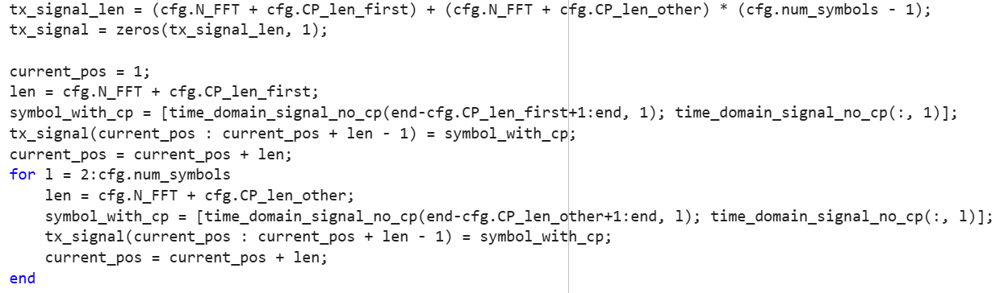 tx_signal_len = (cfg.N_FFT + cfg.CP_len_first) + (cfg.N_FFT + cfg.CP_len_other) * (cfg.num_symbols - 1);
tx_signal = zeros(tx_signal_len, 1);

current_pos = 1;
len = cfg.N_FFT + cfg.CP_len_first;
symbol_with_cp = [time_domain_signal_no_cp(end-cfg.CP_len_first+1:end, 1); time_domain_signal_no_cp(:, 1)];
tx_signal(current_pos : current_pos + len - 1) = symbol_with_cp;
current_pos = current_pos + len;
for l = 2:cfg.num_symbols
    len = cfg.N_FFT + cfg.CP_len_other;
    symbol_with_cp = [time_domain_signal_no_cp(end-cfg.CP_len_other+1:end, l); time_domain_signal_no_cp(:, l)];
    tx_signal(current_pos : current_pos + len - 1) = symbol_with_cp;
    current_pos = current_pos + len;
end